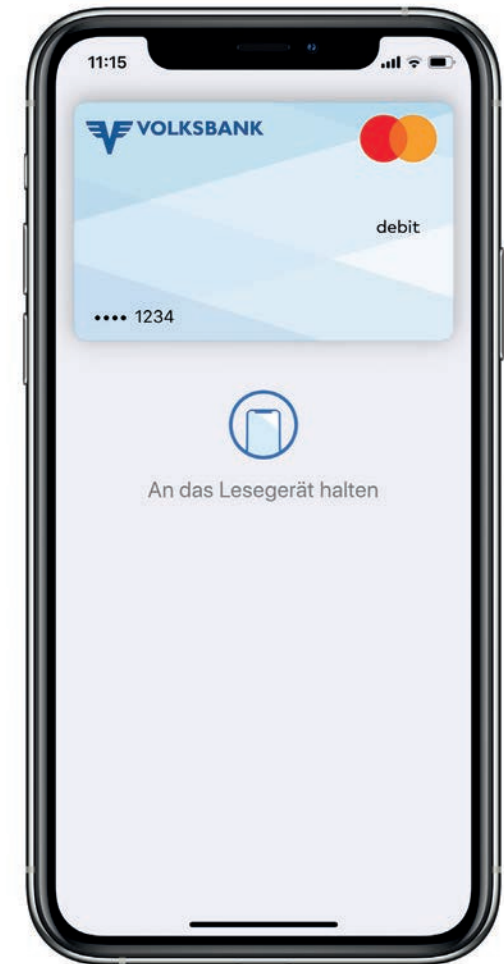 11:15
VOLKSBANK
debit
•••• 1234
An das Lesegerät halten